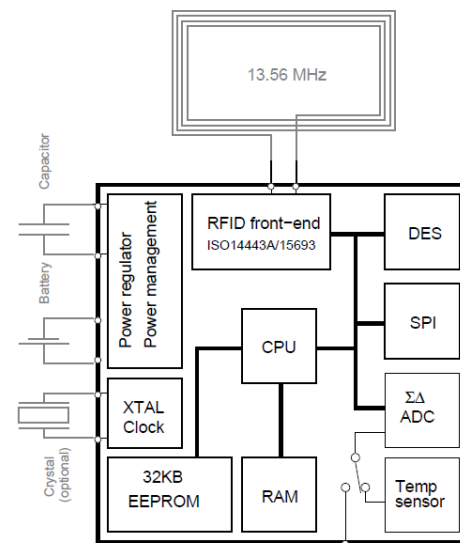 13.56 MHz
Capacitor
Battery
Crystal
(optional)
Power regulator
Power management
RFID front-end
ISO14443A/15693
DES
SPI
CPU
ΣΔ
ADC
XTAL
Clock
32KB
EEPROM
RAM
Temp
sensor